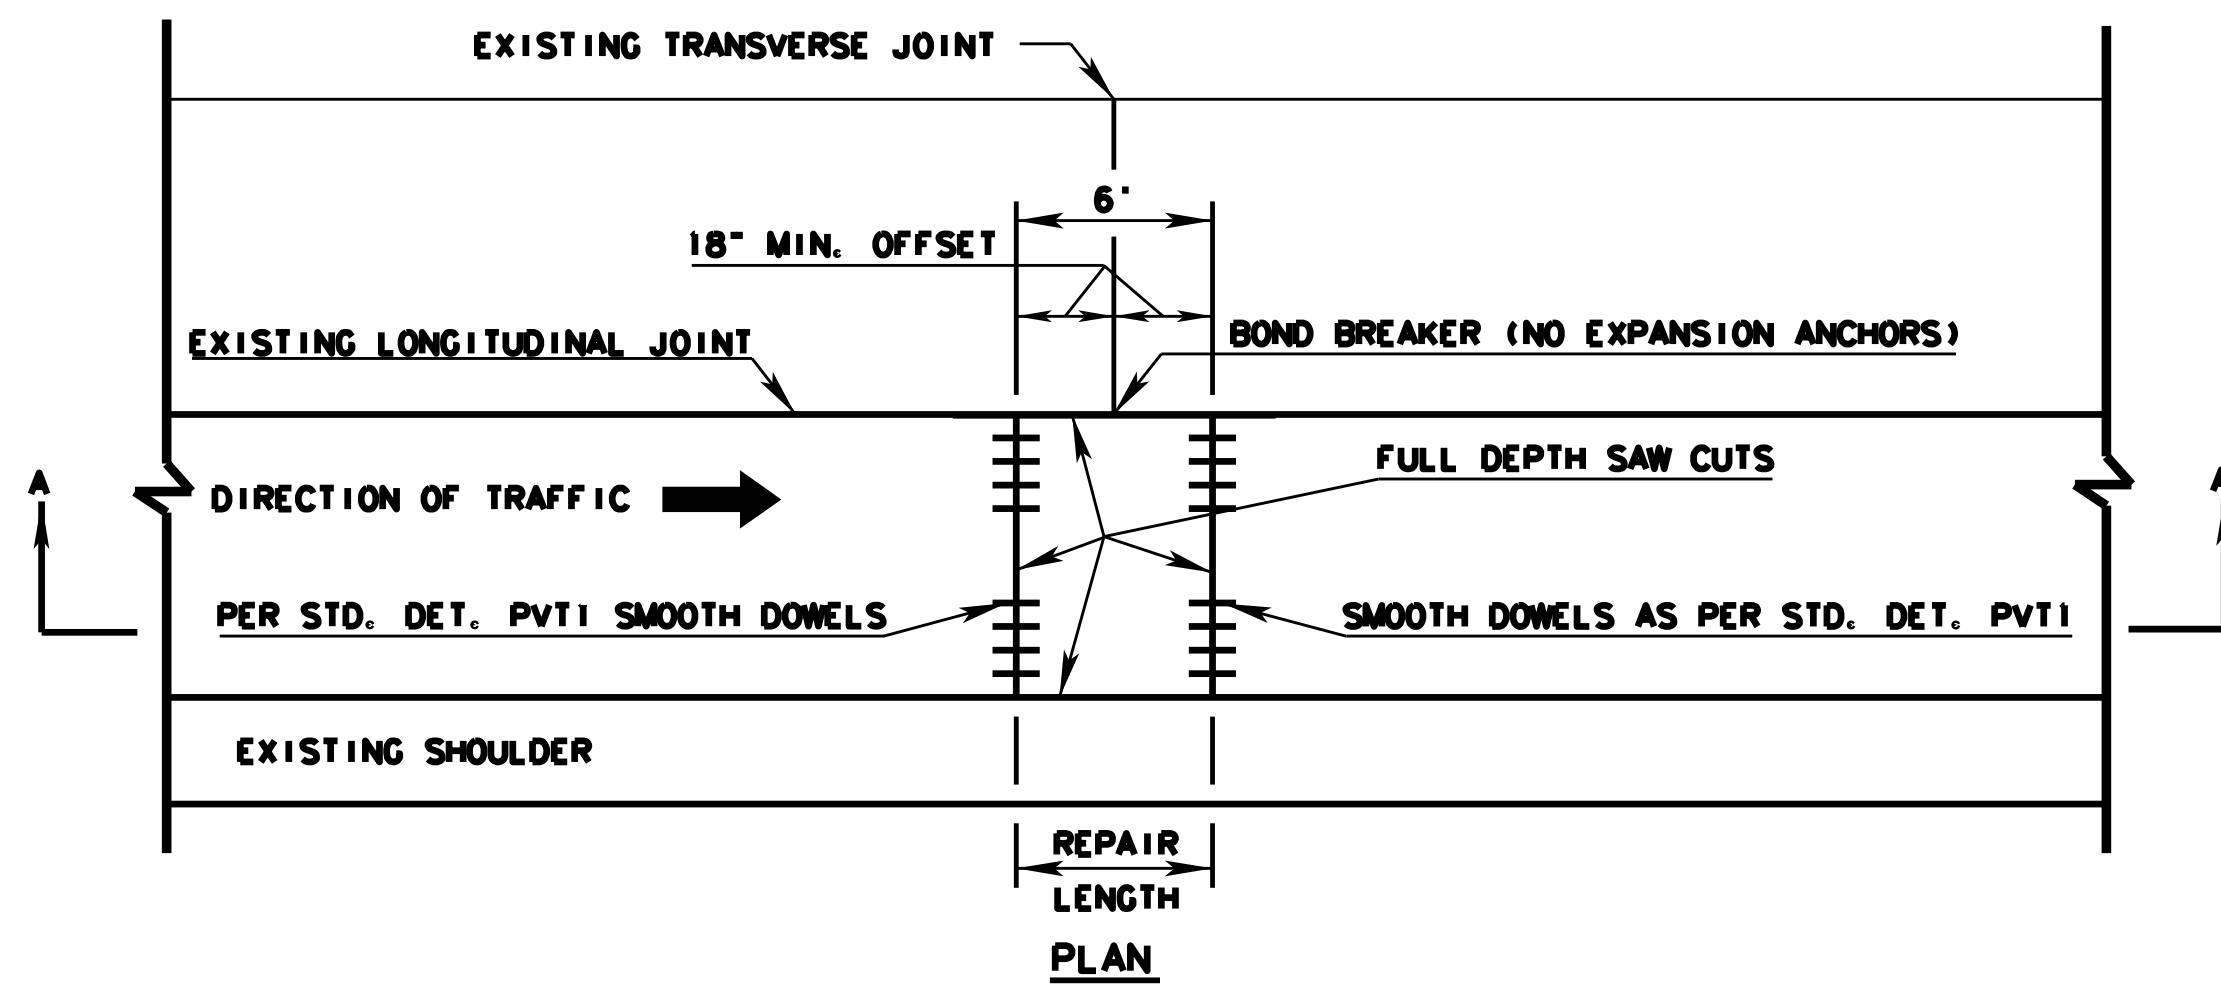 EXISTING TRANSVERSE JOINT
6'
18" MIN. OFFSET
EXISTING LONGITUDINAL JOINT
BOND BREAKER (NO EXPANSION ANCHORS)
FULL DEPTH SAW CUTS
A
DIRECTION OF TRAFFIC
A
PER STD. DET. PVT1 SMOOTH DOWELS
SMOOTH DOWELS AS PER STD. DET. PVT1
EXISTING SHOULDER
REPAIR
LENGTH
PLAN